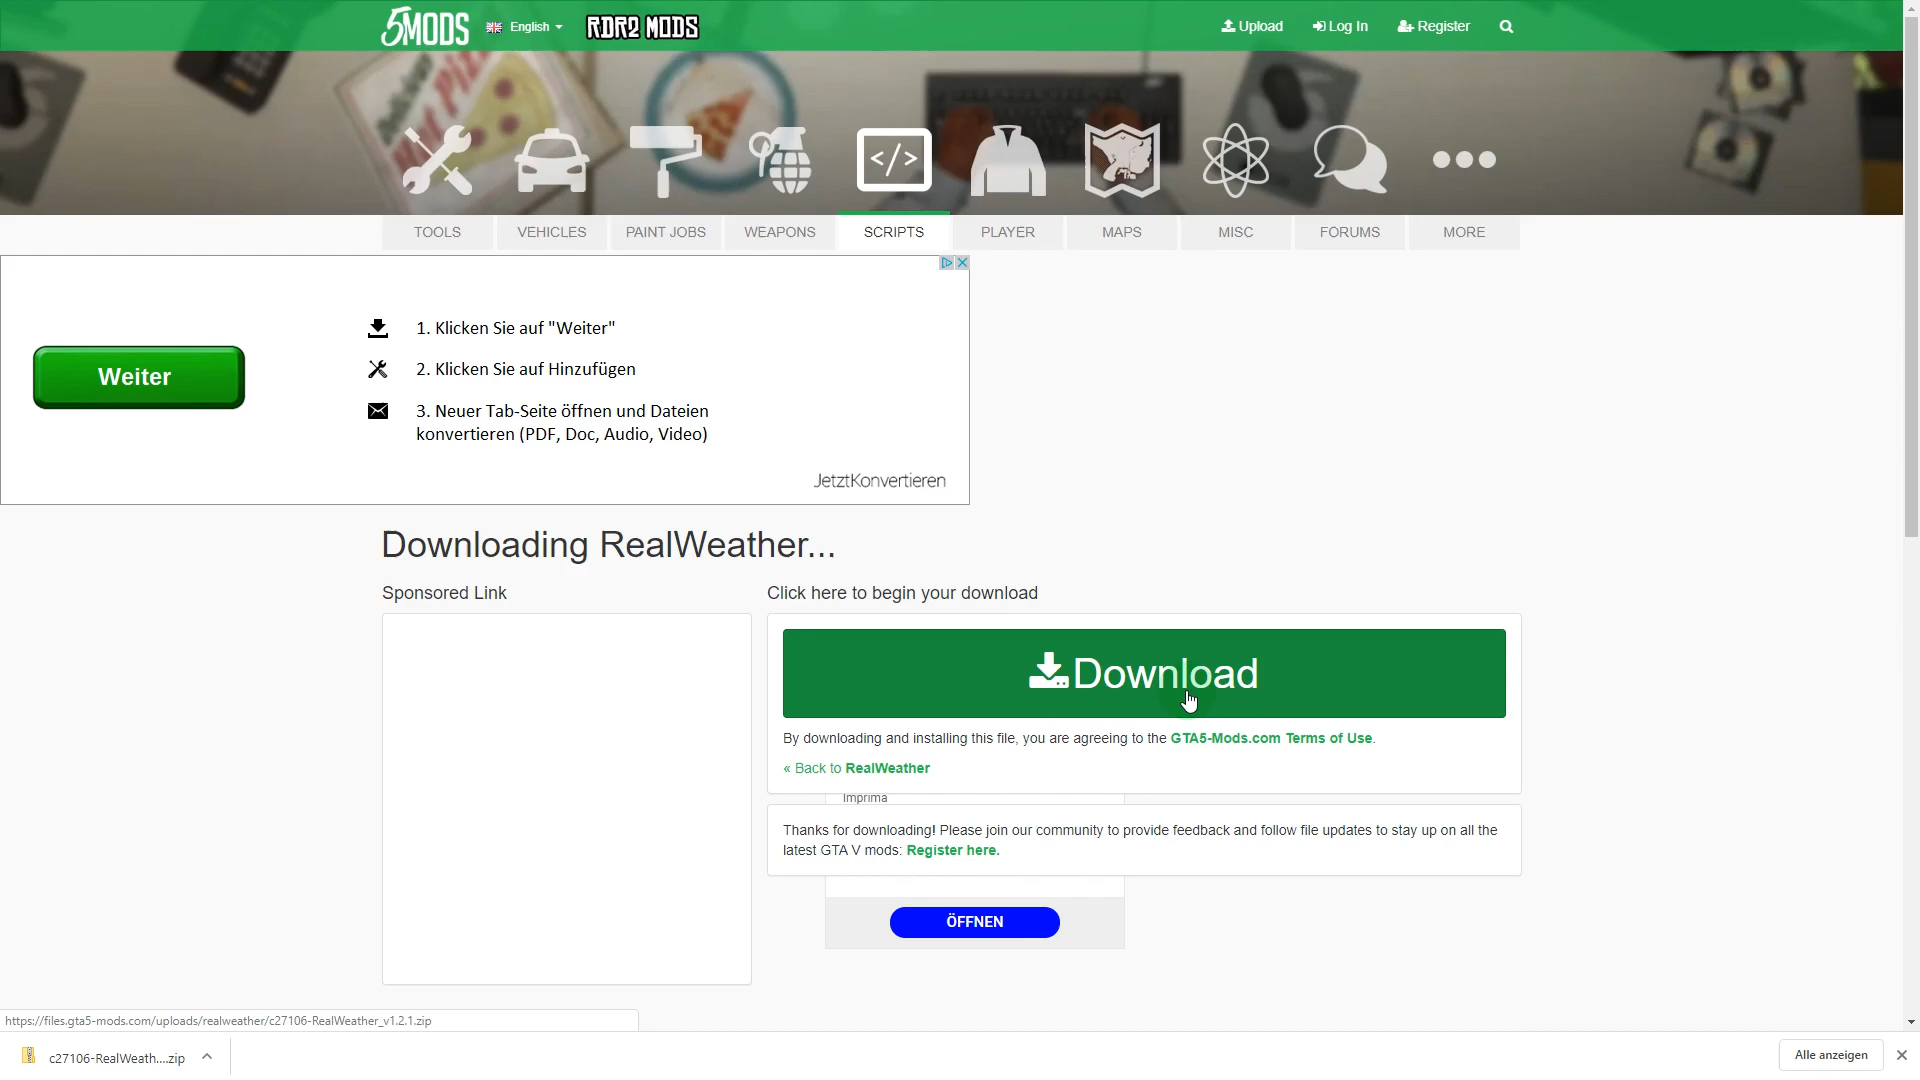 5MODS
English
RDR2 MODS
Upload
Log In
Register
</>
TOOLS
VEHICLES
PAINT JOBS
WEAPONS
SCRIPTS
PLAYER
MAPS
MISC
FORUMS
MORE
Weiter
1. Klicken Sie auf "Weiter"
2. Klicken Sie auf Hinzufügen
3. Neuer Tab-Seite öffnen und Dateien
konvertieren (PDF, Doc, Audio, Video)
JetztKonvertieren
Downloading RealWeather...
Sponsored Link
Click here to begin your download
Download
By downloading and installing this file, you are agreeing to the GTA5-Mods.com Terms of Use.
« Back to RealWeather
Imprima
Thanks for downloading! Please join our community to provide feedback and follow file updates to stay up on all the
latest GTA V mods: Register here.
ÖFFNEN
https://files.gta5-mods.com/uploads/realweather/c27106-RealWeather_v1.2.1.zip
c27106-RealWeath....zip
Alle anzeigen